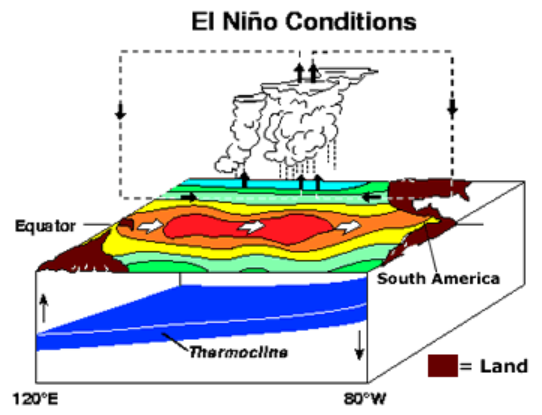 El Niño Conditions
Equator
South America
Thermocline
= Land
120°E
80°W